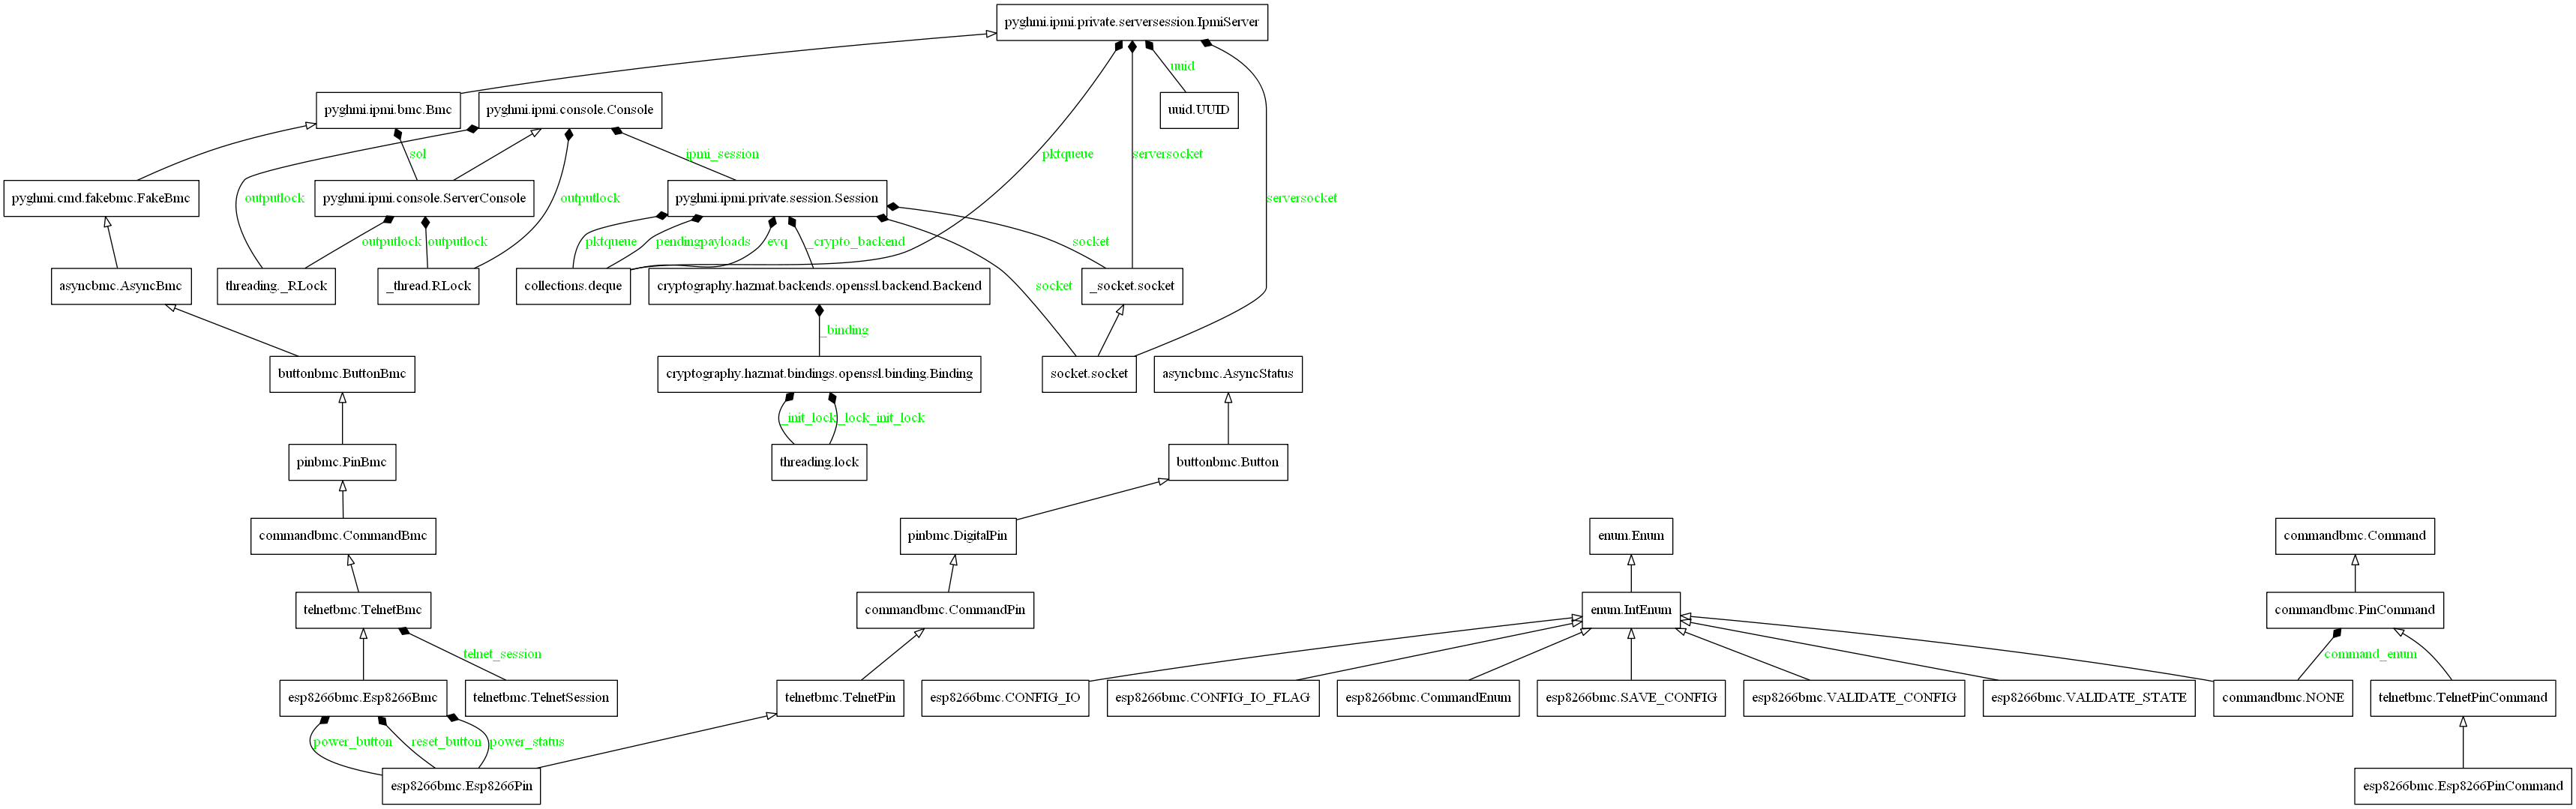 pyghmi.ipmi.private.serversession.IpmiServer
uuid
pyghmi.ipmi.bmc.Bmc
pyghmi.ipmi.console.Console
uuid.UUID
sol
ipmi_session
pktqueue
serversocket
pyghmi.cmd.fakebmc.FakeBmc
pyghmi.ipmi.console.ServerConsole
outputlock
outputlock
pyghmi.ipmi.private.session.Session
serversocket
outputlock
outputlock
pktqueue
pendingpayloads
evq
_crypto_backend
socket
asyncbmc.AsyncBmc
threading._RLock
_thread.RLock
collections.deque
cryptography.hazmat.backends.openssl.backend.Backend
socket
_socket.socket
_binding
buttonbmc.ButtonBmc
cryptography.hazmat.bindings.openssl.binding.Binding
socket.socket
asyncbmc.AsyncStatus
_init_lock
_lock_init_lock
pinbmc.PinBmc
threading.lock
buttonbmc.Button
commandbmc.CommandBmc
pinbmc.DigitalPin
enum.Enum
commandbmc.Command
telnetbmc.TelnetBmc
commandbmc.CommandPin
enum.IntEnum
commandbmc.PinCommand
telnet_session
command_enum
esp8266bmc.Esp8266Bmc
telnetbmc.TelnetSession
telnetbmc.TelnetPin
esp8266bmc.CONFIG_IO
esp8266bmc.CONFIG_IO_FLAG
esp8266bmc.CommandEnum
esp8266bmc.SAVE_CONFIG
esp8266bmc.VALIDATE_CONFIG
esp8266bmc.VALIDATE_STATE
commandbmc.NONE
telnetbmc.TelnetPinCommand
power_button
reset_button
power_status
esp8266bmc.Esp8266Pin
esp8266bmc.Esp8266PinCommand